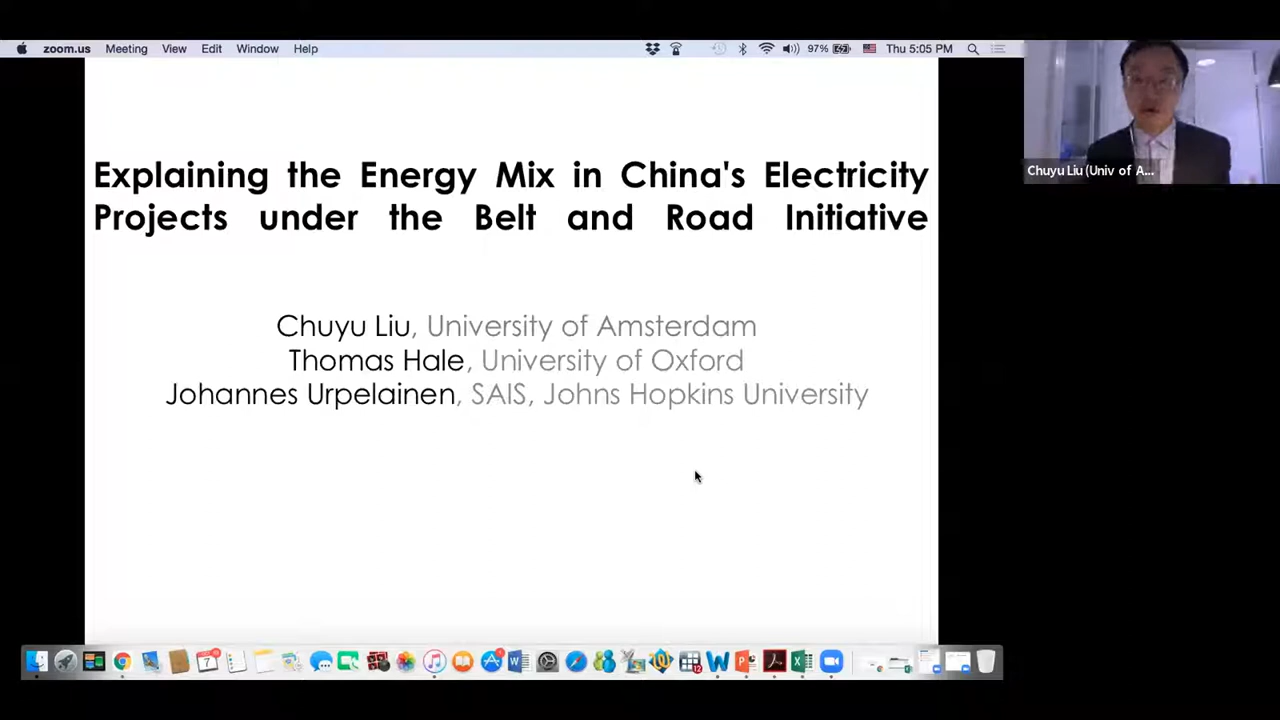 zoom.us Meeting View Edit Window Help 97% Thu 5:05 PM
Chuyu Liu (Univ of A...
Explaining the Energy Mix in China's Electricity
Projects under the Belt and Road Initiative
Chuyu Liu, University of Amsterdam
Thomas Hale, University of Oxford
Johannes Urpelainen, SAIS, Johns Hopkins University